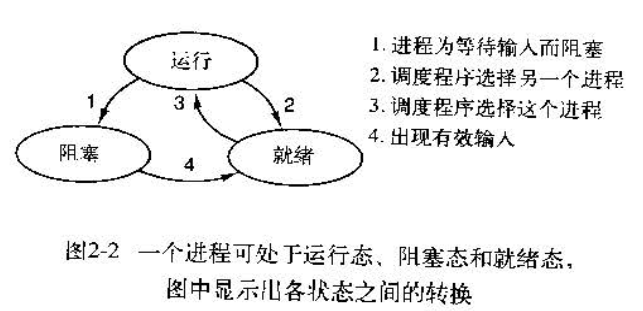 运行
1
3
2
阻塞
4
就绪
1. 进程为等待输入而阻塞
2. 调度程序选择另一个进程
3. 调度程序选择这个进程
4. 出现有效输入
图2-2 一个进程可处于运行态、阻塞态和就绪态，
图中显示出各状态之间的转换